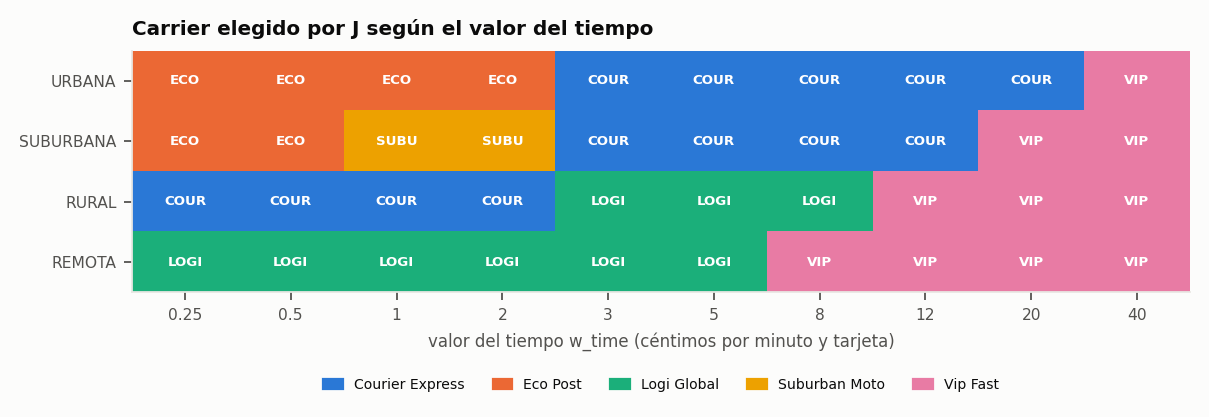 Carrier elegido por J según el valor del tiempo
URBANA ECO ECO ECO ECO COUR COUR COUR COUR COUR VIP
SUBURBANA ECO ECO SUBU SUBU COUR COUR COUR COUR VIP VIP
RURAL COUR COUR COUR COUR LOGI LOGI LOGI VIP VIP VIP
REMOTA LOGI LOGI LOGI LOGI LOGI LOGI VIP VIP VIP VIP
0.25 0.5 1 2 3 5 8 12 20 40
valor del tiempo w_time (céntimos por minuto y tarjeta)
Courier Express Eco Post Logi Global Suburban Moto Vip Fast